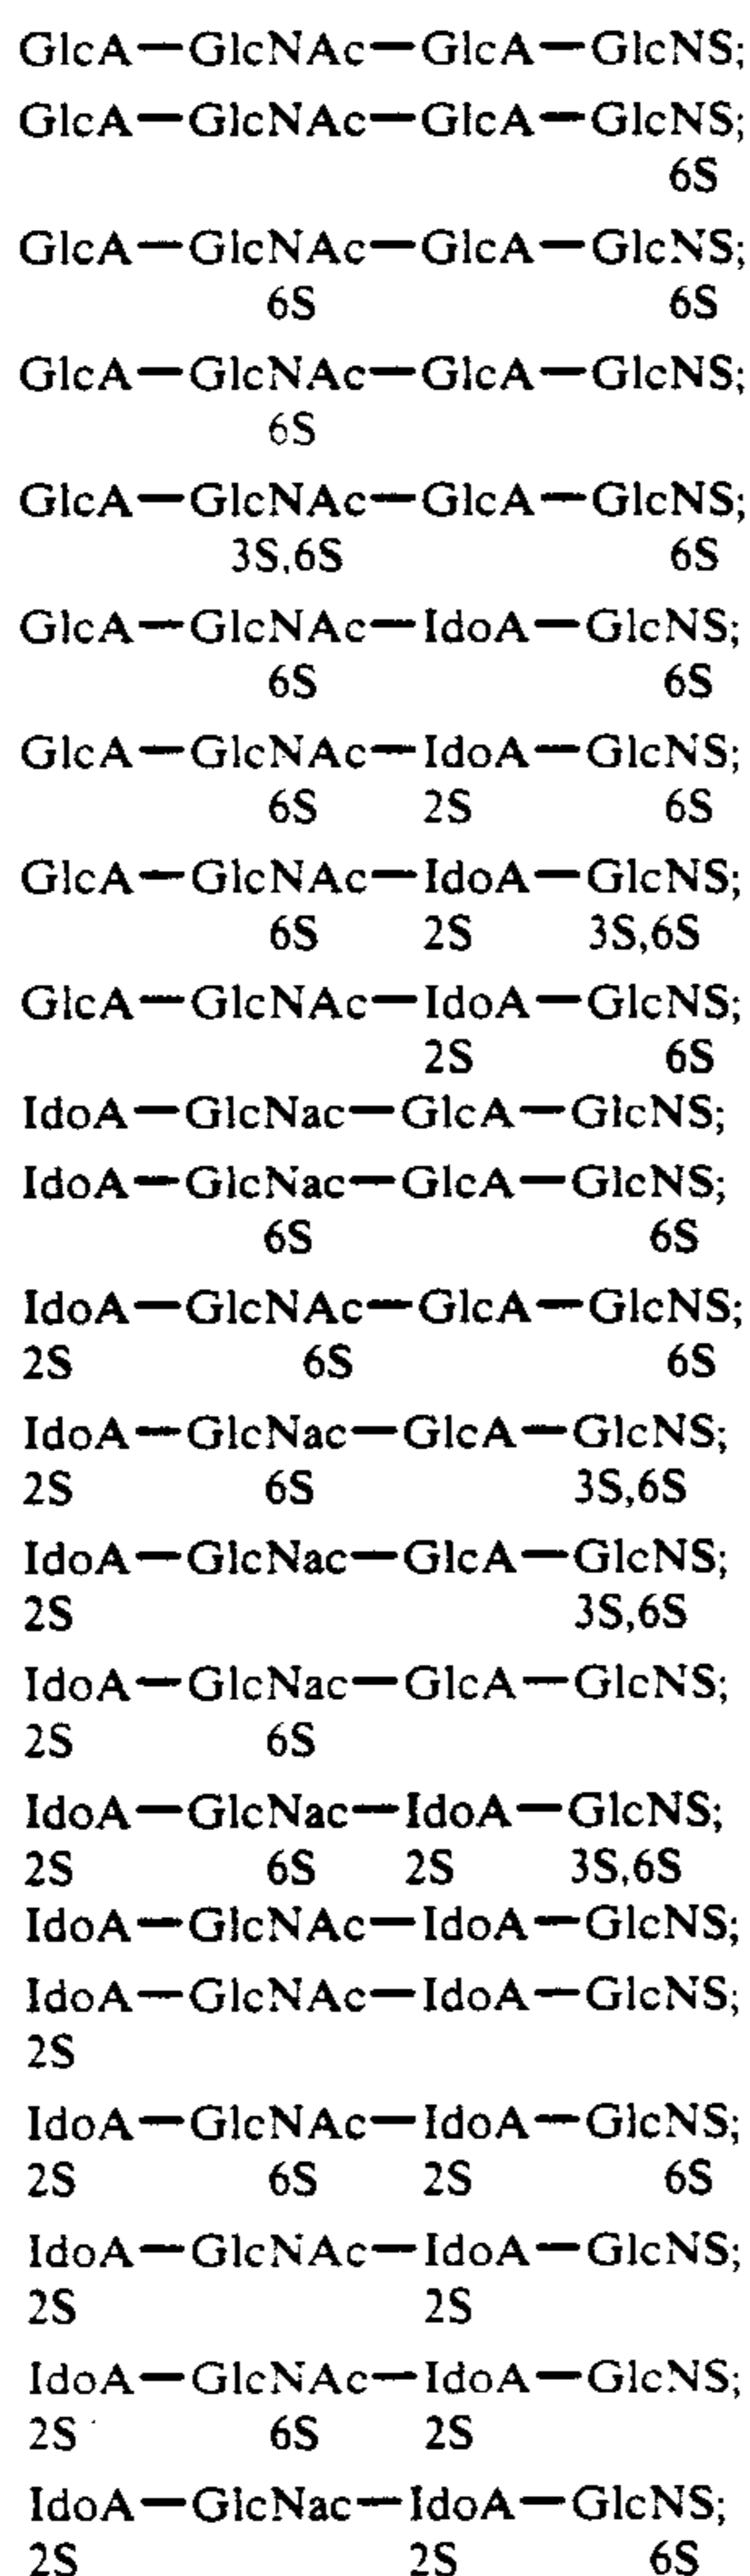 GlcA—GlcNAc—GlcA—GlcNS;
GlcA—GlcNAc—GlcA—GlcNS;
6S
GlcA—GlcNAc—GlcA—GlcNS;
6S 6S
GlcA—GlcNAc—GlcA—GlcNS;
6S
GlcA—GlcNAc—GlcA—GlcNS;
3S,6S 6S
GlcA—GlcNAc—IdoA—GlcNS;
6S 6S
GlcA—GlcNAc—IdoA—GlcNS;
6S 2S 6S
GlcA—GlcNAc—IdoA—GlcNS;
6S 2S 3S,6S
GlcA—GlcNAc—IdoA—GlcNS;
2S 6S
IdoA—GlcNac—GlcA—GlcNS;
IdoA—GlcNac—GlcA—GlcNS;
6S 6S
IdoA—GlcNAc—GlcA—GlcNS;
2S 6S 6S
IdoA—GlcNac—GlcA—GlcNS;
2S 6S 3S,6S
IdoA—GlcNac—GlcA—GlcNS;
2S 3S,6S
IdoA—GlcNac—GlcA—GlcNS;
2S 6S
IdoA—GlcNac—IdoA—GlcNS;
2S 6S 2S 3S,6S
IdoA—GlcNAc—IdoA—GlcNS;
IdoA—GlcNAc—IdoA—GlcNS;
2S
IdoA—GlcNAc—IdoA—GlcNS;
2S 6S 2S 6S
IdoA—GlcNAc—IdoA—GlcNS;
2S 2S
IdoA—GlcNAc—IdoA—GlcNS;
2S 6S 2S
IdoA—GlcNac—IdoA—GlcNS;
2S 2S 6S